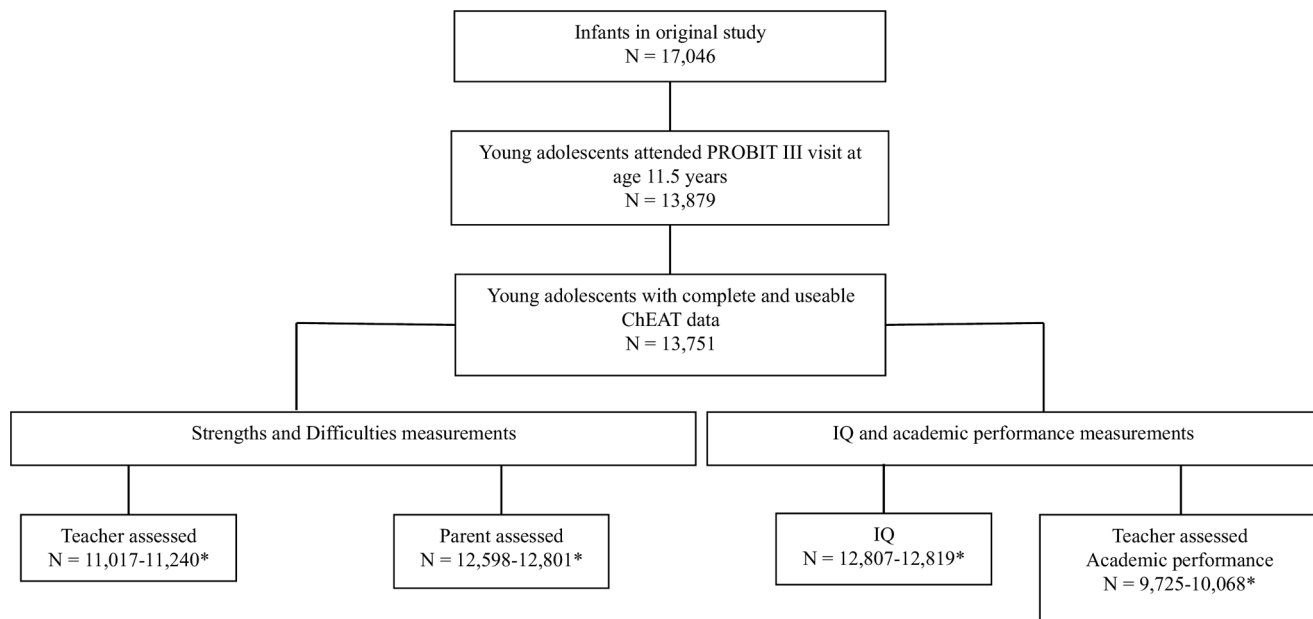 Infants in original study
N = 17,046
Young adolescents attended PROBIT III visit at
age 11.5 years
N = 13,879
Young adolescents with complete and useable
ChEAT data
N = 13,751
Strengths and Difficulties measurements
IQ and academic performance measurements
Teacher assessed
N = 11,017-11,240*
Parent assessed
N = 12,598-12,801*
IQ
N = 12,807-12,819*
Teacher assessed
Academic performance
N = 9,725-10,068*